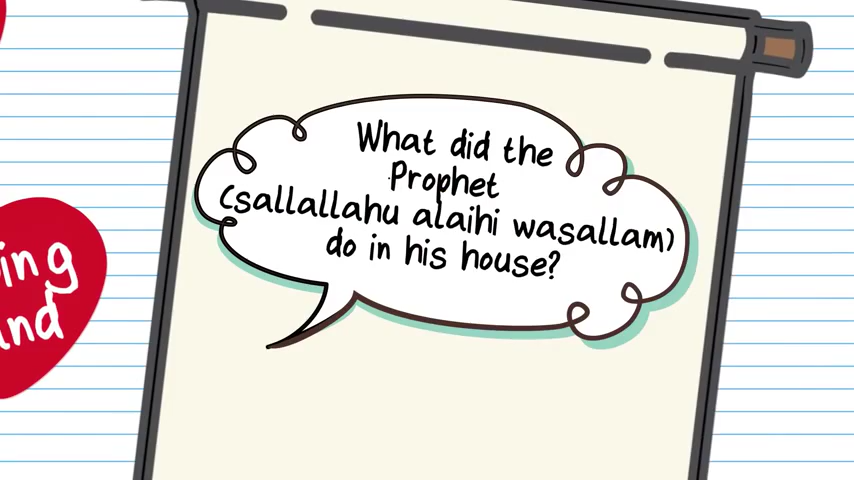 What did the
Prophet
(sallallahu alaihi wasallam)
do in his house?